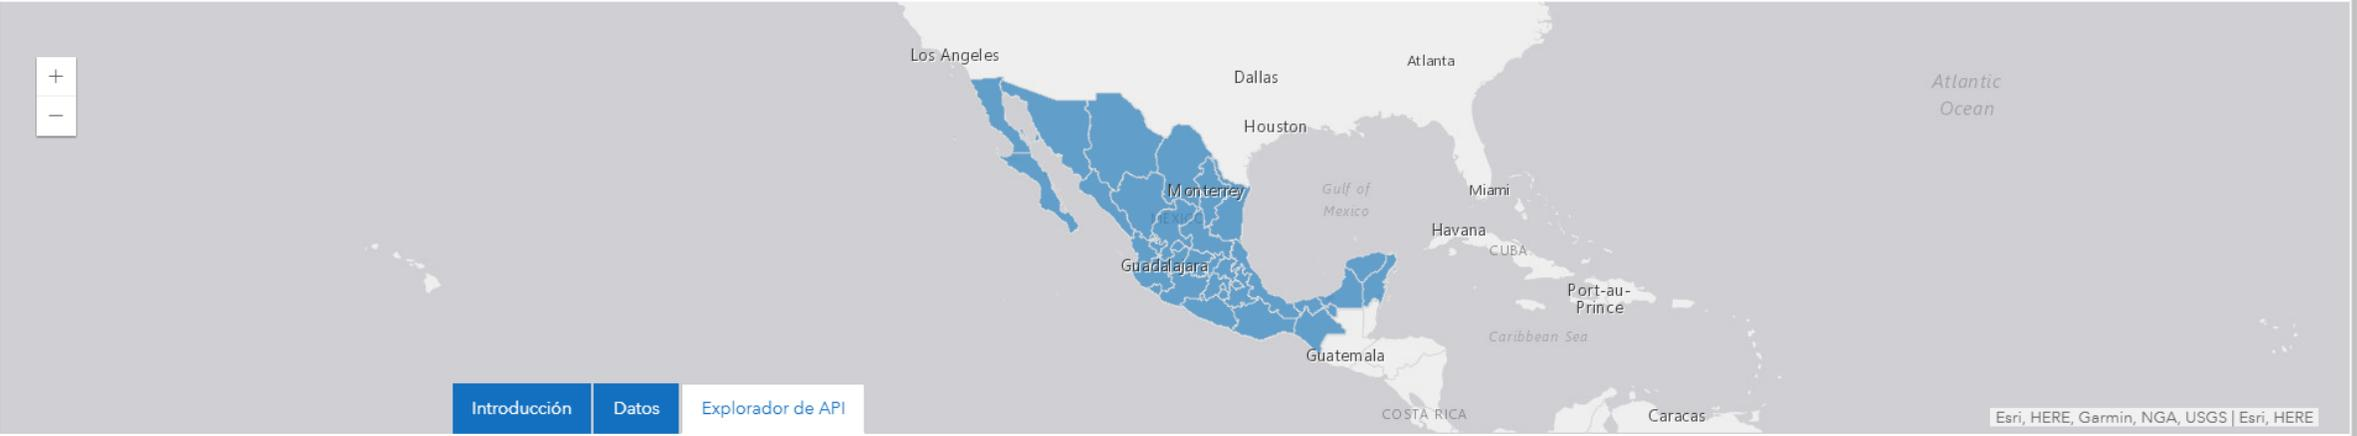 +
−
Los Angeles
Dallas
Atlanta
Houston
Atlantic
Ocean
Monterrey
MÉXICO
Gulf of
Mexico
Miami
Havana
CUBA
Guadalajara
Port-au-
Prince
Caribbean Sea
Guatemala
COSTA RICA
Caracas
Introducción
Datos
Explorador de API
Esri, HERE, Garmin, NGA, USGS | Esri, HERE